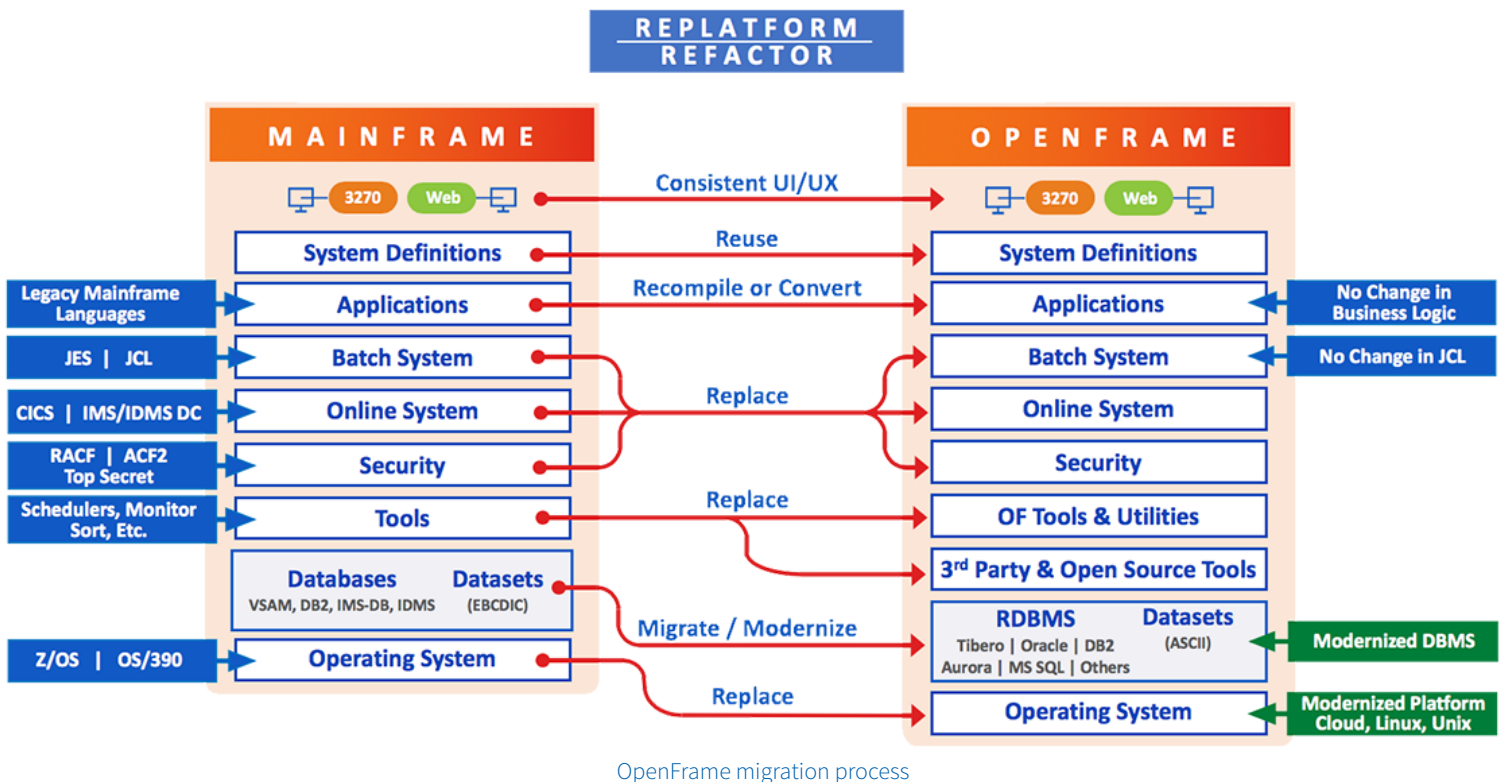 REPLATFORM
REFACTOR
MAINFRAME
OPENFRAME
3270
Web
Consistent UI/UX
3270
Web
System Definitions
Reuse
System Definitions
Legacy Mainframe
Languages
Applications
Recompile or Convert
Applications
No Change in
Business Logic
JES | JCL
Batch System
Batch System
No Change in JCL
CICS | IMS/IDMS DC
Online System
Replace
Online System
RACF | ACF2
Top Secret
Security
Security
Schedulers, Monitor
Sort, Etc.
Tools
Replace
OF Tools & Utilities
3rd Party & Open Source Tools
Databases
VSAM, DB2, IMS-DB, IDMS
Datasets
(EBCDIC)
Migrate / Modernize
RDBMS
Tibero | Oracle | DB2
Aurora | MS SQL | Others
Datasets
(ASCII)
Modernized DBMS
Z/OS | OS/390
Operating System
Replace
Operating System
Modernized Platform
Cloud, Linux, Unix
OpenFrame migration process